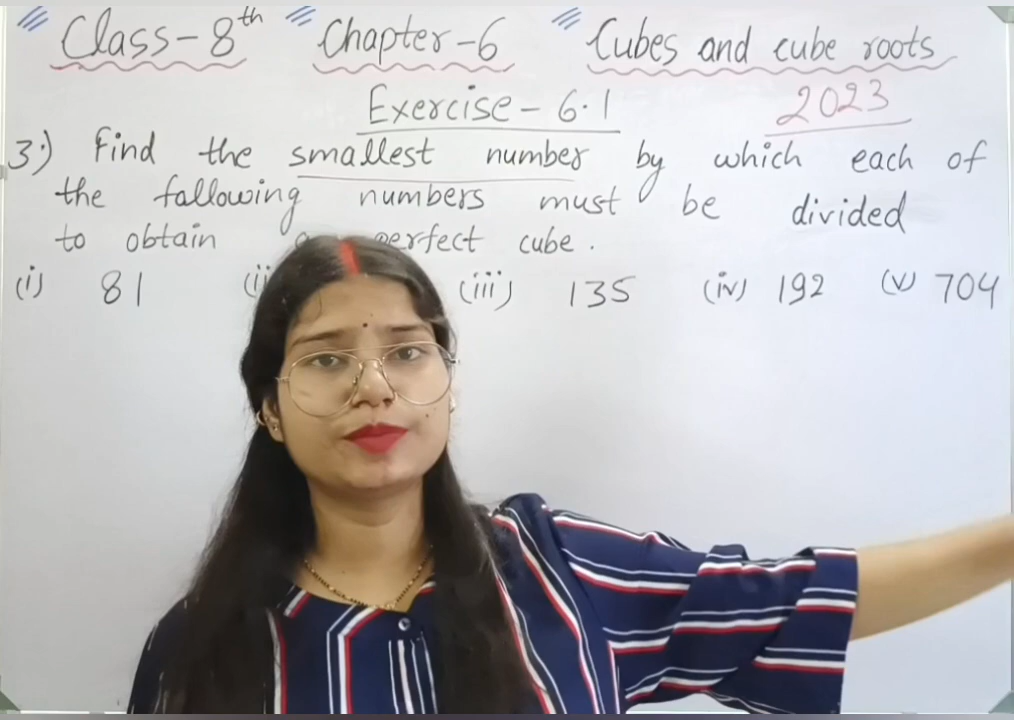 Class-8th Chapter-6 Cubes and cube roots
Exercise-6.1 2023
3.) Find the smallest number by which each of
the fallowing numbers must be divided
to obtain perfect cube.
(i) 81 (iii) 135 (iv) 192 (v) 704